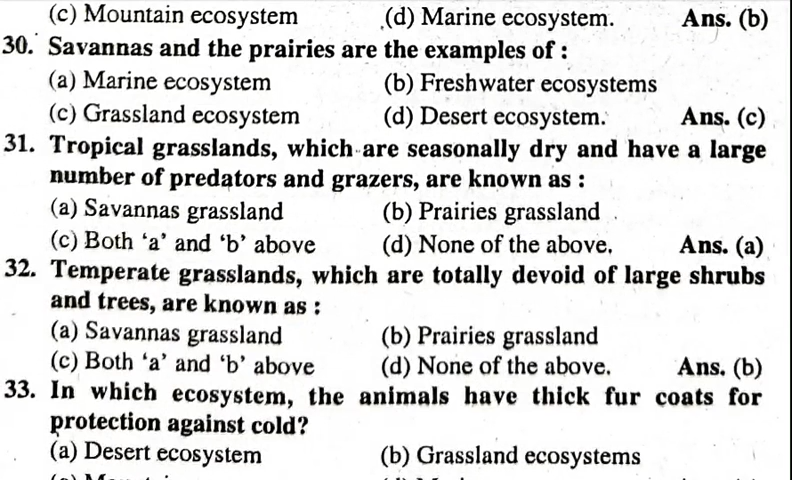 (c) Mountain ecosystem (d) Marine ecosystem. Ans. (b)
30. Savannas and the prairies are the examples of :
(a) Marine ecosystem (b) Freshwater ecosystems
(c) Grassland ecosystem (d) Desert ecosystem. Ans. (c)
31. Tropical grasslands, which are seasonally dry and have a large
number of predators and grazers, are known as :
(a) Savannas grassland (b) Prairies grassland
(c) Both ‘a’ and ‘b’ above (d) None of the above. Ans. (a)
32. Temperate grasslands, which are totally devoid of large shrubs
and trees, are known as :
(a) Savannas grassland (b) Prairies grassland
(c) Both ‘a’ and ‘b’ above (d) None of the above. Ans. (b)
33. In which ecosystem, the animals have thick fur coats for
protection against cold?
(a) Desert ecosystem (b) Grassland ecosystems